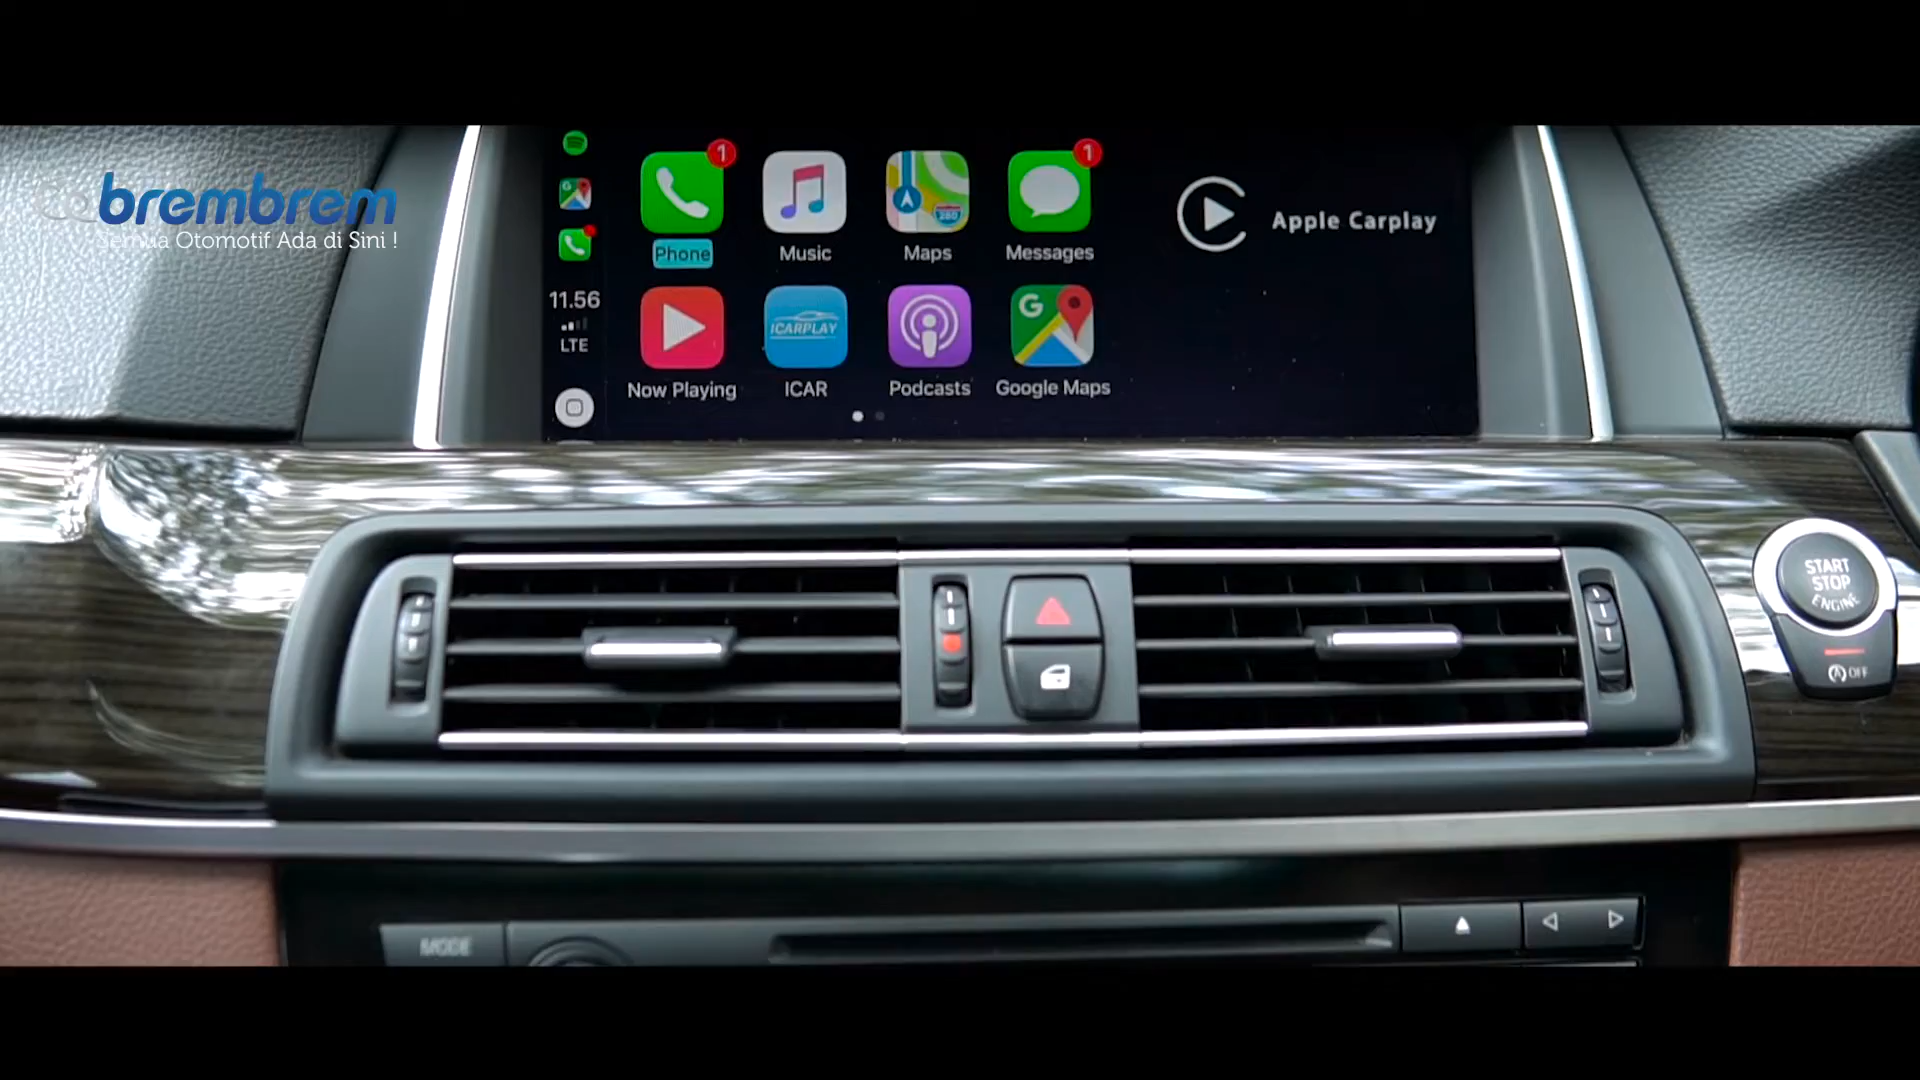 brembrem
Semua Otomotif Ada di Sini !
1
1
Phone
Music
Maps
Messages
Apple Carplay
11.56
LTE
280
G
ICARPLAY
G
Now Playing
ICAR
Podcasts
Google Maps
START
STOP
ENGINE
OFF
MODE